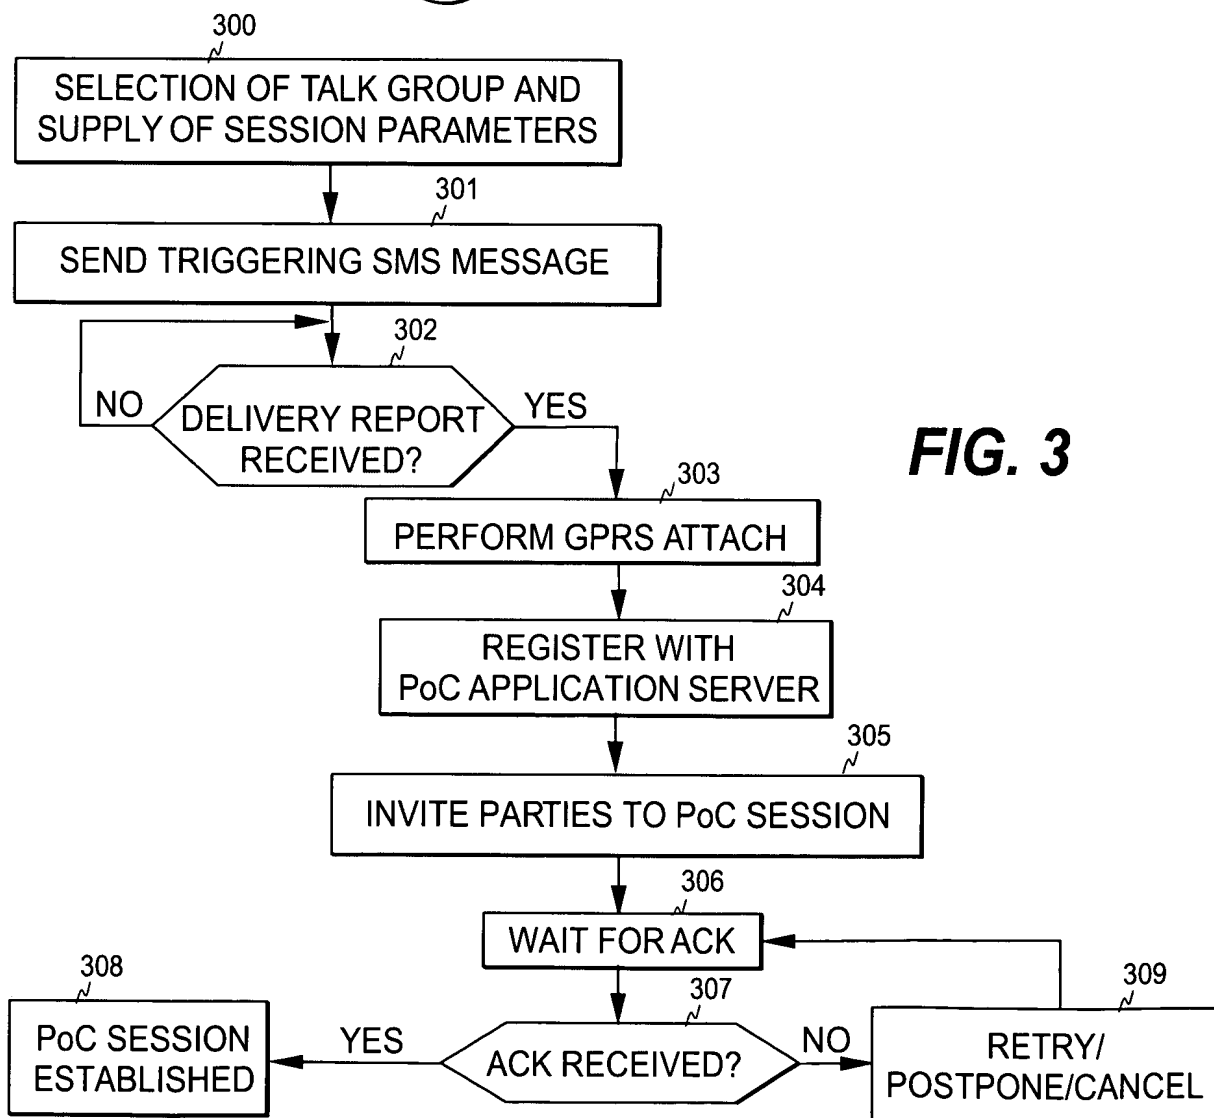 300
SELECTION OF TALK GROUP AND
SUPPLY OF SESSION PARAMETERS
301
SEND TRIGGERING SMS MESSAGE
302
NO
DELIVERY REPORT
RECEIVED?
YES
FIG. 3
303
PERFORM GPRS ATTACH
304
REGISTER WITH
PoC APPLICATION SERVER
305
INVITE PARTIES TO PoC SESSION
306
WAIT FOR ACK
307
ACK RECEIVED?
YES
NO
308
PoC SESSION
ESTABLISHED
309
RETRY/
POSTPONE/CANCEL